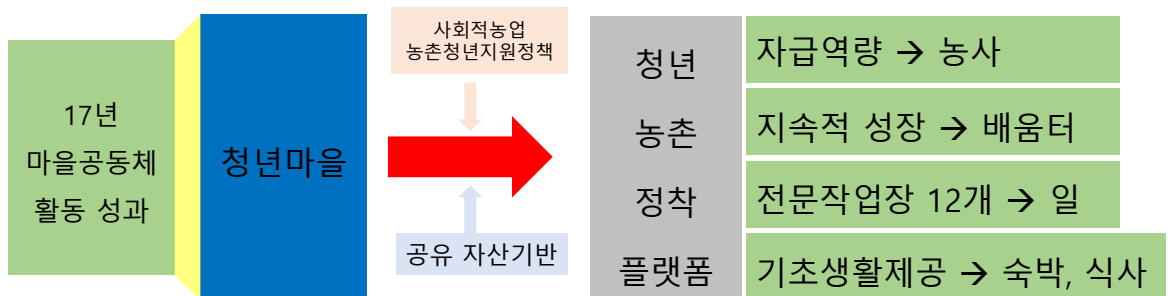 17년
마을공동체
활동 성과
청년마을
사회적농업
농촌청년지원정책
공유 자산기반
청년
농촌
정착
플랫폼
자급역량 → 농사
지속적 성장 → 배움터
전문작업장 12개 → 일
기초생활제공 → 숙박, 식사